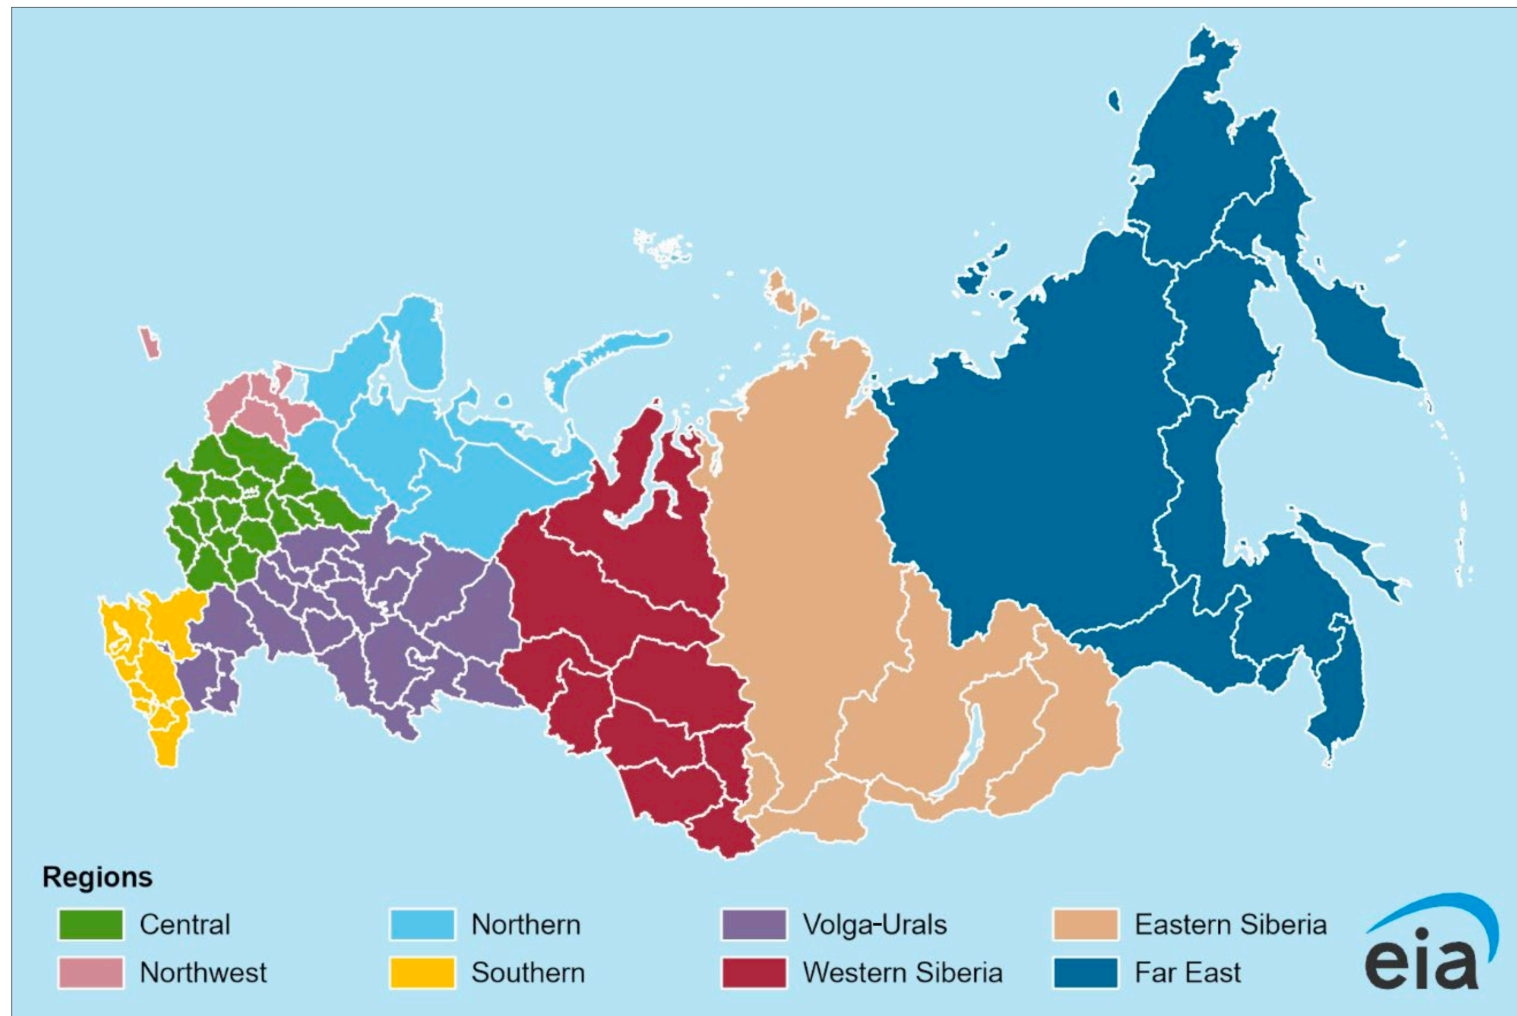 Regions
Central
Northern
Volga-Urals
Eastern Siberia
Northwest
Southern
Western Siberia
Far East
eia